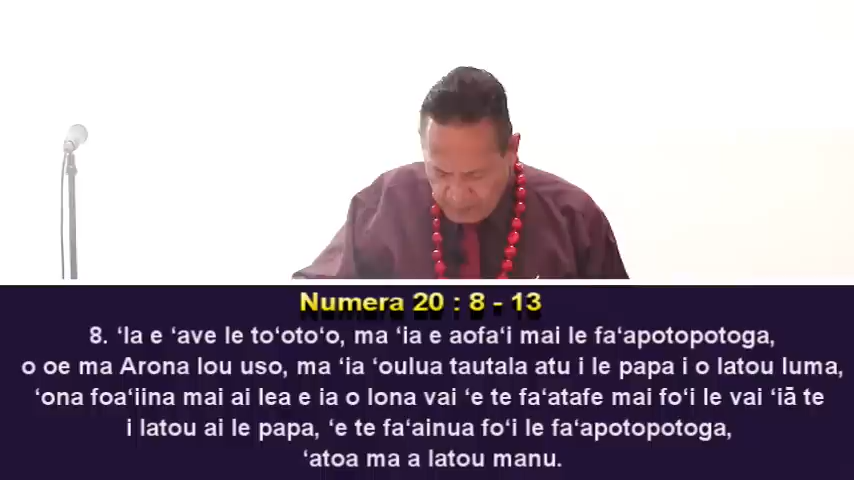 Numera 20 : 8 - 13
8. ‘Ia e ‘ave le to‘oto‘o, ma ‘ia e aofa‘i mai le fa‘apotopotoga,
o oe ma Arona lou uso, ma ‘ia ‘oulua tautala atu i le papa i o latou luma,
‘ona foa‘iina mai ai lea e ia o lona vai ‘e te fa‘atafe mai fo‘i le vai ‘iā te
i latou ai le papa, ‘e te fa‘ainua fo‘i le fa‘apotopotoga,
‘atoa ma a latou manu.